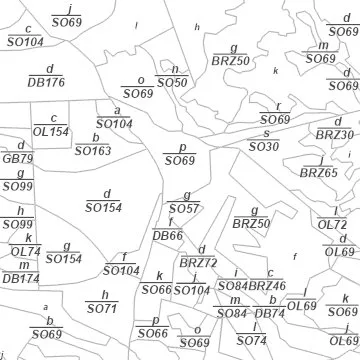 j
SO69
l
h
d
SO69
c
SO104
g
BRZ50
m
SO69
d
DB176
n
SO50
k
d
SO69
o
SO69
a
SO104
r
SO69
c
OL154
d
BRZ30
b
SO163
s
SO30
d
GB79
p
SO69
i
j
BRZ65
g
SO99
d
SO154
g
SO57
h
SO99
f
DB66
g
BRZ50
l
OL72
k
OL74
g
SO154
d
BRZ72
f
d
OL69
f
SO104
m
DB174
k
SO66
j
SO104
i
SO84
c
BRZ46
h
SO71
a
m
SO84
b
DB74
l
OL69
k
SO69
b
SO69
p
SO66
o
SO69
l
SO74
j
OL69
j